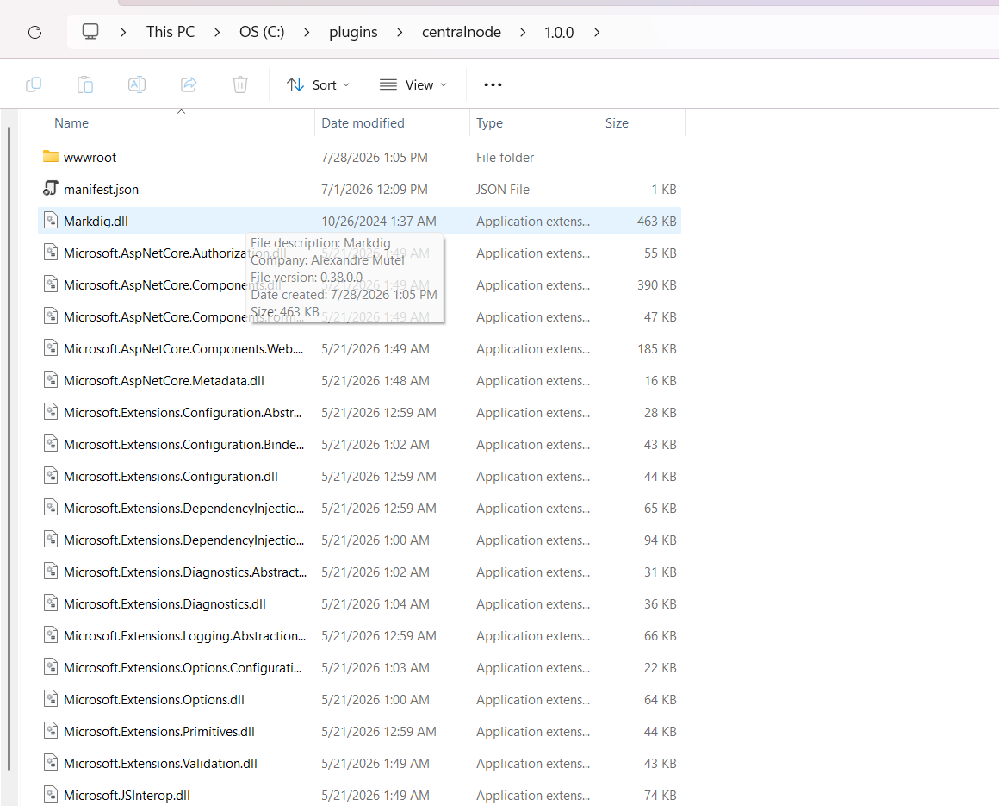 This PC > OS (C:) > plugins > centralnode > 1.0.0 >
Sort View
Name Date modified Type Size
wwwroot 7/28/2026 1:05 PM File folder
manifest.json 7/1/2026 12:09 PM JSON File 1 KB
Markdig.dll 10/26/2024 1:37 AM Application extens... 463 KB
Microsoft.AspNetCore.Authorization.dll 5/21/2026 1:49 AM Application extens... 55 KB
File description: Markdig
Company: Alexandre Mutel
Microsoft.AspNetCore.Components.dll 5/21/2026 1:49 AM Application extens... 390 KB
File version: 0.38.0.0
Date created: 7/28/2026 1:05 PM
Microsoft.AspNetCore.Components.Form... 5/21/2026 1:49 AM Application extens... 47 KB
Size: 463 KB
Microsoft.AspNetCore.Components.Web.... 5/21/2026 1:49 AM Application extens... 185 KB
Microsoft.AspNetCore.Metadata.dll 5/21/2026 1:48 AM Application extens... 16 KB
Microsoft.Extensions.Configuration.Abstr... 5/21/2026 12:59 AM Application extens... 28 KB
Microsoft.Extensions.Configuration.Binde... 5/21/2026 1:02 AM Application extens... 43 KB
Microsoft.Extensions.Configuration.dll 5/21/2026 12:59 AM Application extens... 44 KB
Microsoft.Extensions.DependencyInjectio... 5/21/2026 12:59 AM Application extens... 65 KB
Microsoft.Extensions.DependencyInjectio... 5/21/2026 1:00 AM Application extens... 94 KB
Microsoft.Extensions.Diagnostics.Abstract... 5/21/2026 1:02 AM Application extens... 31 KB
Microsoft.Extensions.Diagnostics.dll 5/21/2026 1:04 AM Application extens... 36 KB
Microsoft.Extensions.Logging.Abstraction... 5/21/2026 12:59 AM Application extens... 66 KB
Microsoft.Extensions.Options.Configurati... 5/21/2026 1:03 AM Application extens... 22 KB
Microsoft.Extensions.Options.dll 5/21/2026 1:00 AM Application extens... 64 KB
Microsoft.Extensions.Primitives.dll 5/21/2026 12:59 AM Application extens... 44 KB
Microsoft.Extensions.Validation.dll 5/21/2026 1:49 AM Application extens... 43 KB
Microsoft.JSInterop.dll 5/21/2026 1:49 AM Application extens... 74 KB